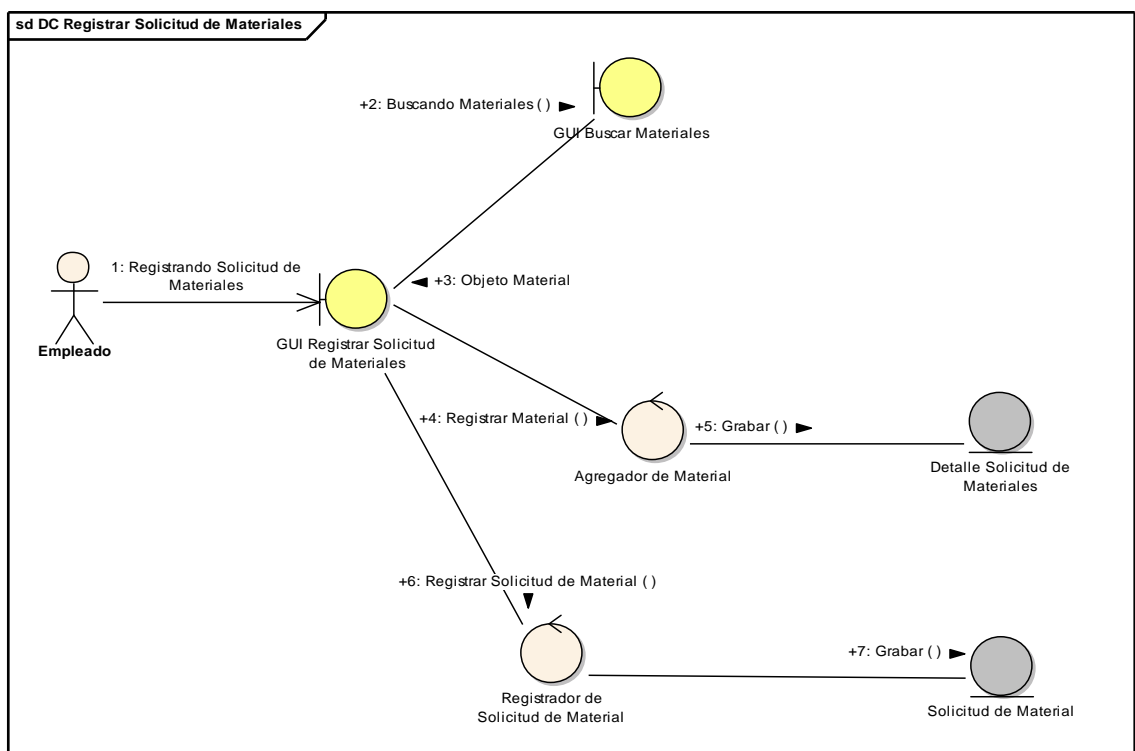 sd DC Registrar Solicitud de Materiales
+2: Buscando Materiales ( )
GUI Buscar Materiales
1: Registrando Solicitud de
Materiales
+3: Objeto Material
Empleado
GUI Registrar Solicitud
de Materiales
+4: Registrar Material ( )
+5: Grabar ( )
Agregador de Material
Detalle Solicitud de
Materiales
+6: Registrar Solicitud de Material ( )
+7: Grabar ( )
Registrador de
Solicitud de Material
Solicitud de Material